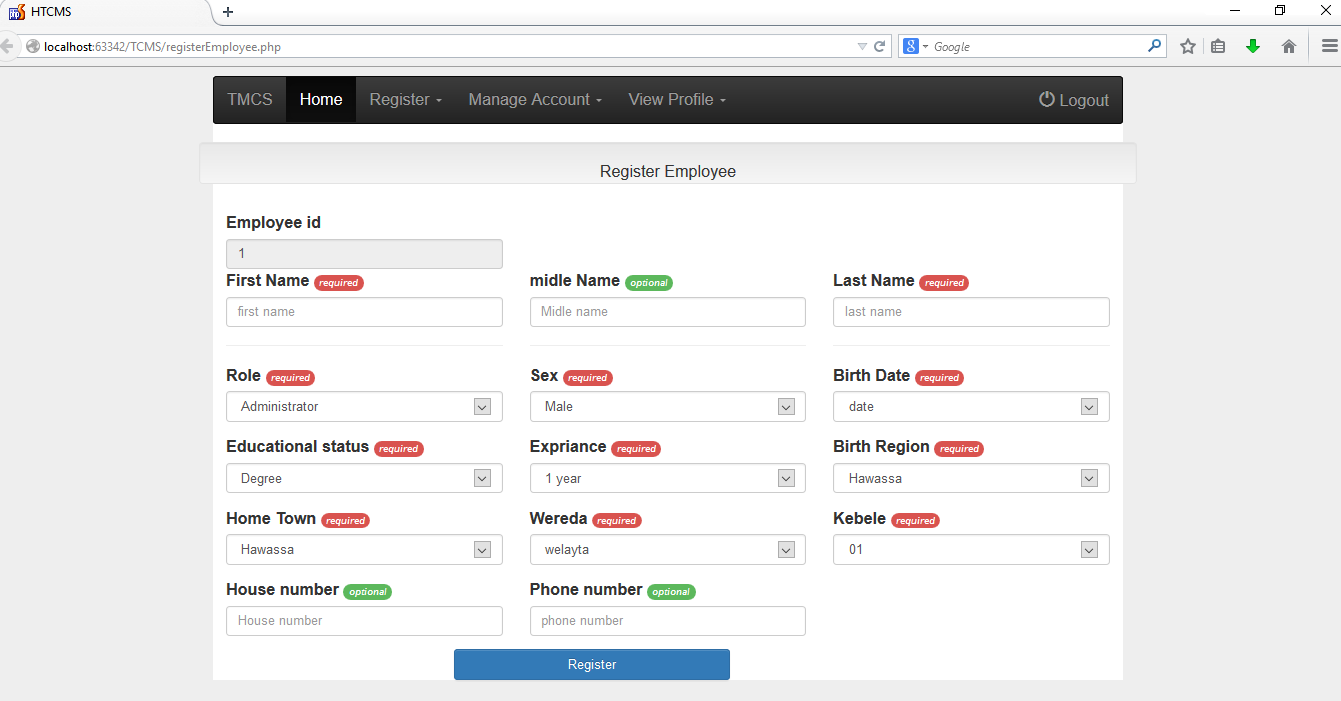 HTCMS
localhost:63342/TCMS/registerEmployee.php
Google
TMCS Home Register Manage Account View Profile Logout
Register Employee
Employee id
1
First Name required midle Name optional Last Name required
first name Midle name last name
Role required Sex required Birth Date required
Administrator Male date
Educational status required Expriance required Birth Region required
Degree 1 year Hawassa
Home Town required Wereda required Kebele required
Hawassa welayta 01
House number optional Phone number optional
House number phone number
Register